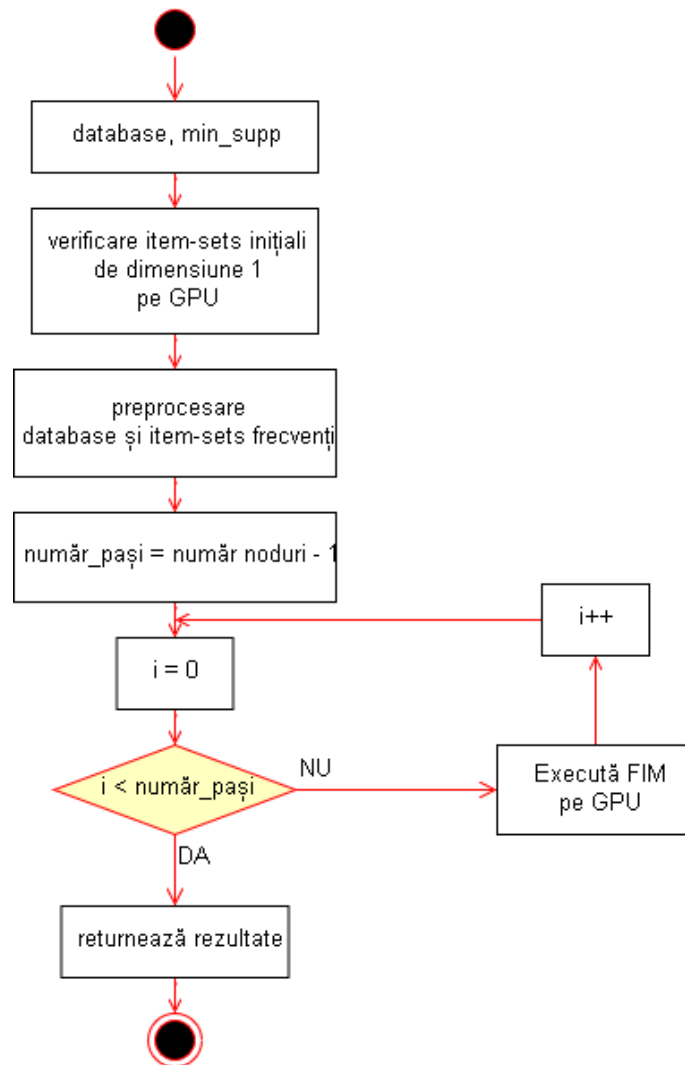 database, min_supp
verificare item-sets inițiali
de dimensiune 1
pe GPU
preprocesare
database și item-sets frecvenți
număr_pași = număr noduri - 1
i++
i = 0
i < număr_pași
NU
Execută FIM
pe GPU
DA
returnează rezultate